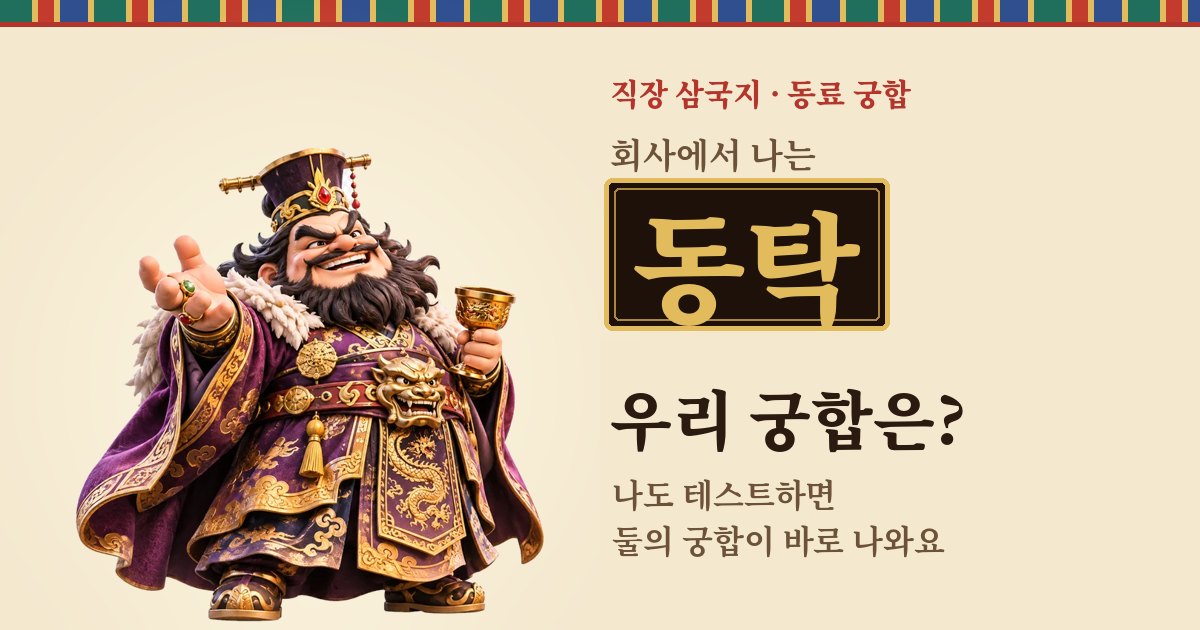 직장 삼국지 · 동료 궁합
회사에서 나는
동탁
우리 궁합은?
나도 테스트하면
둘의 궁합이 바로 나와요